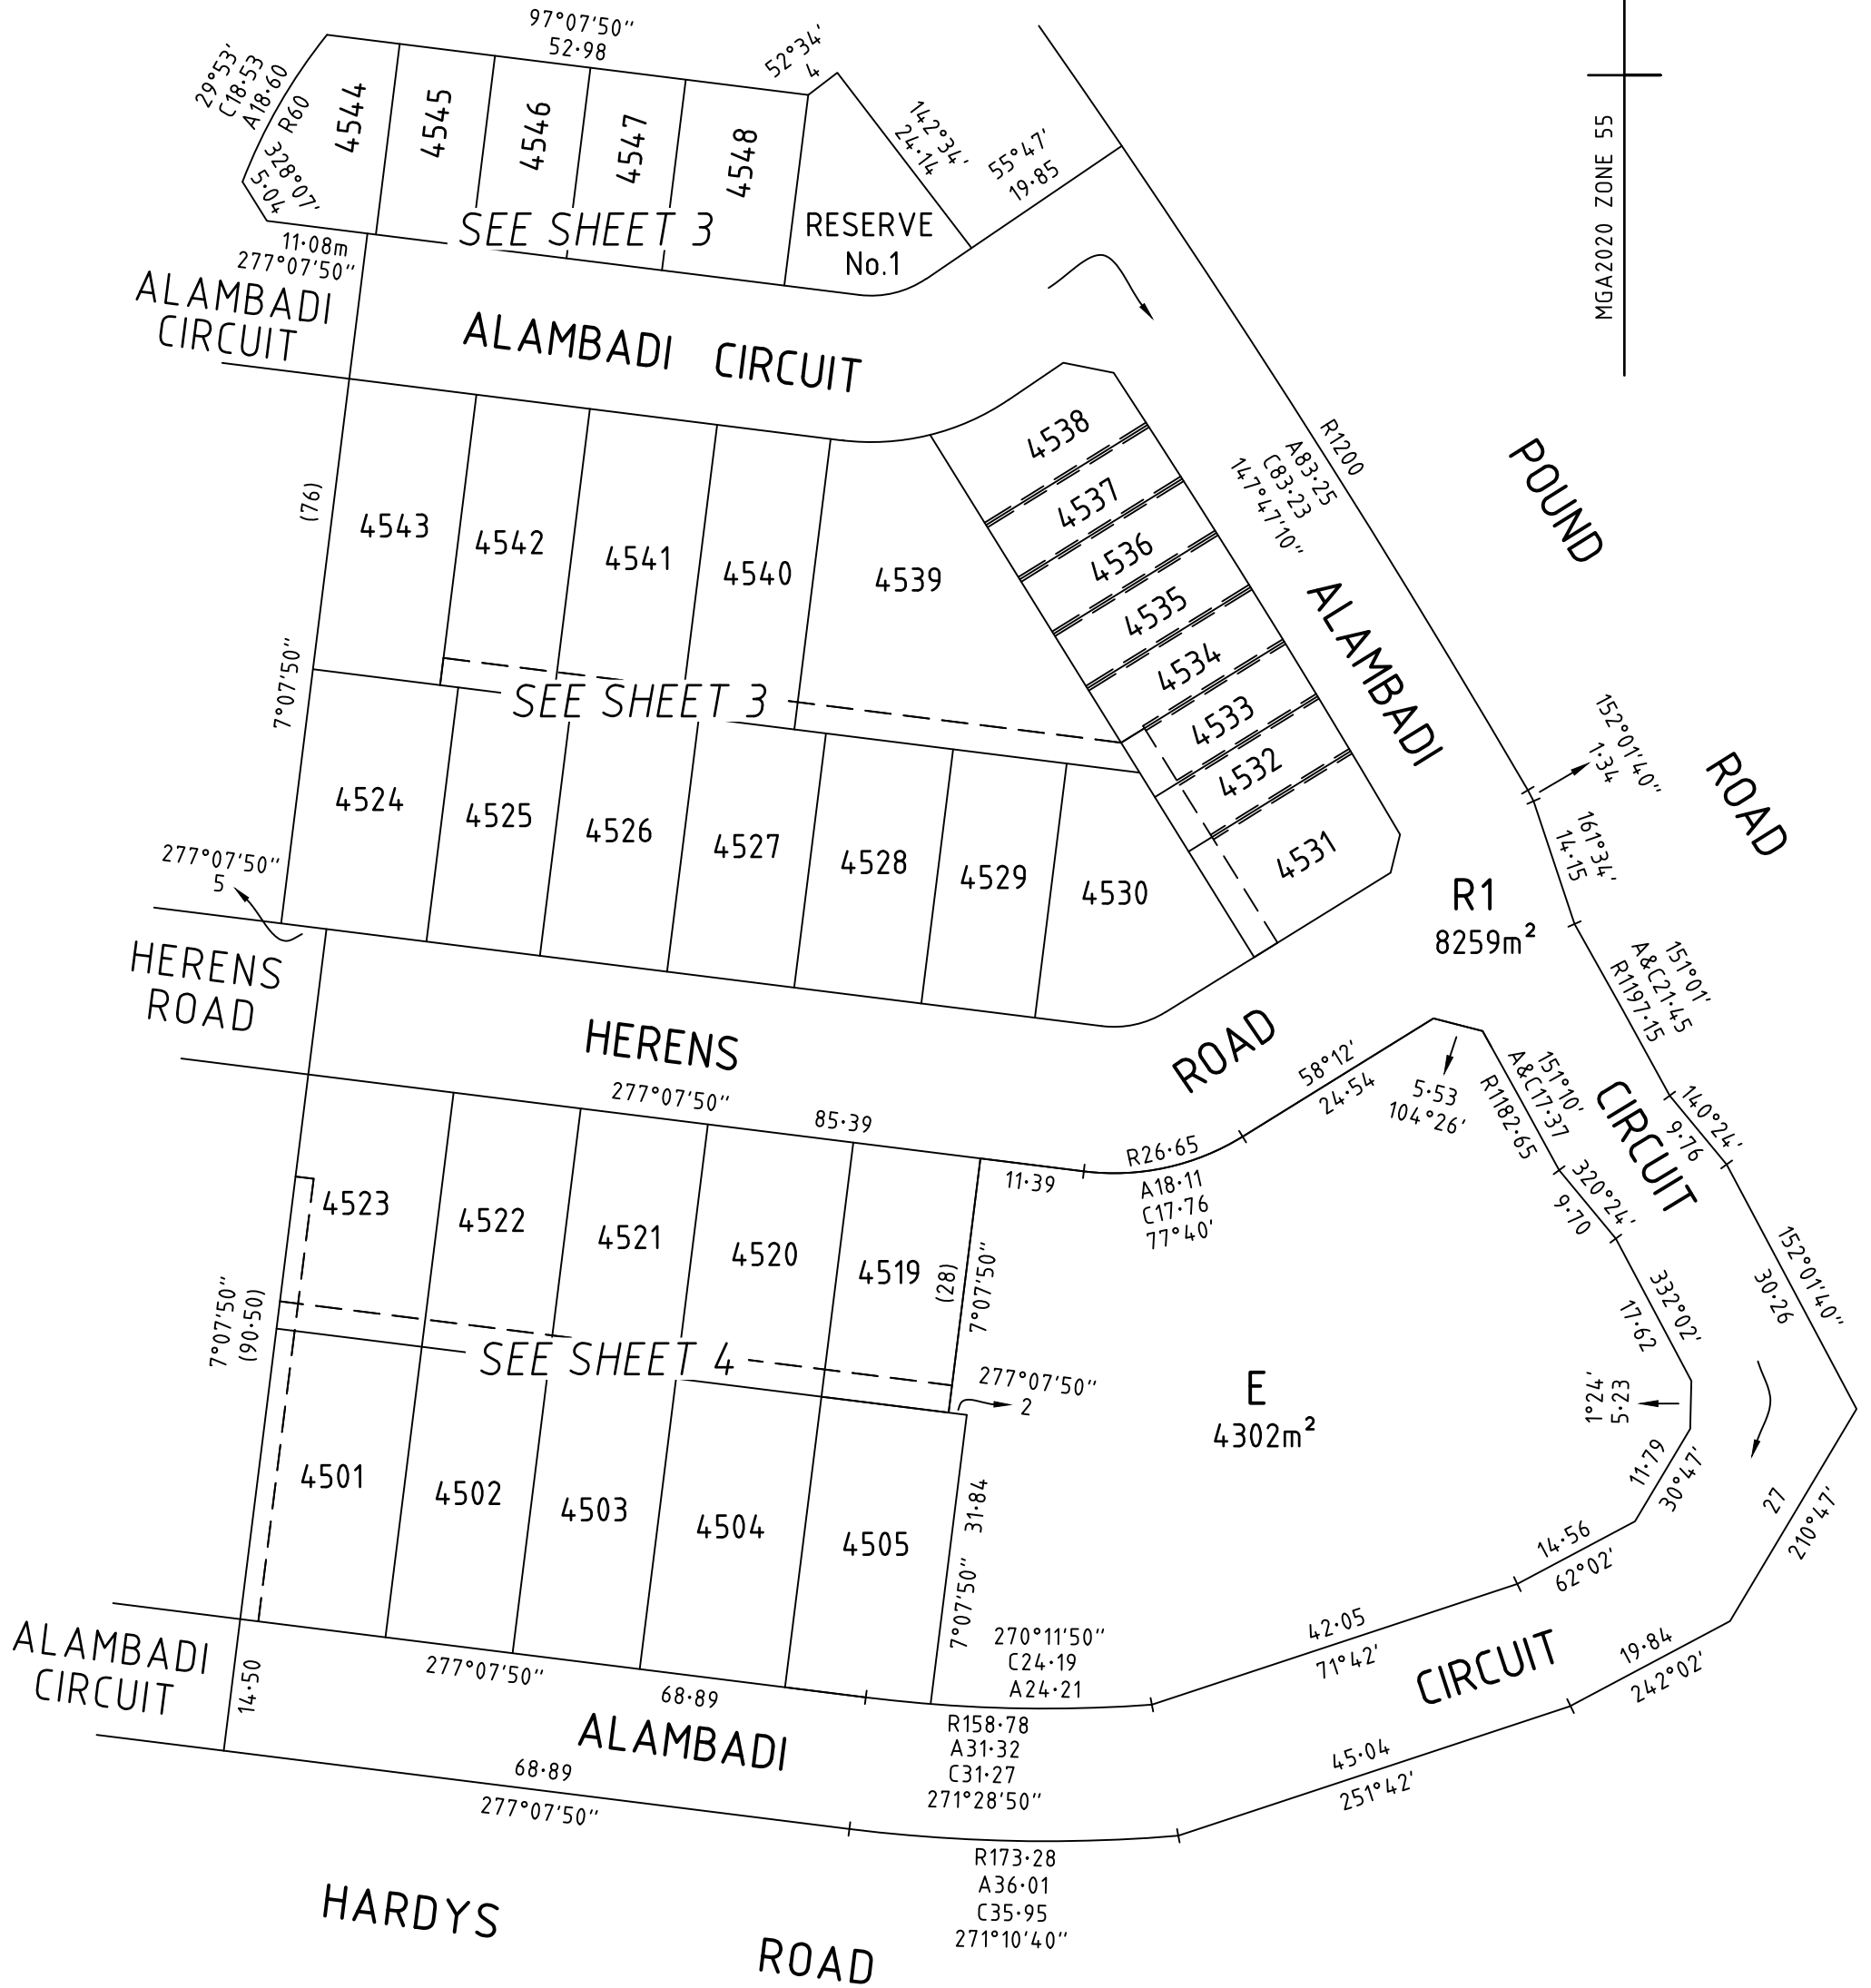 97°07'50"
52·98
52°34'
4
29°53'
C18·53
A18·60
R60
328°07'
5·04
4544
4545
4546
4547
4548
142°34'
24·14
55°47'
19·85
MGA2020 ZONE 55
SEE SHEET 3
RESERVE
No.1
11·08m
277°07'50"
ALAMBADI
CIRCUIT
ALAMBADI CIRCUIT
4538
4537
4536
4535
4534
4533
4532
4531
R1200
A83·25
C83·23
147°47'10"
POUND
ROAD
ALAMBADI
CIRCUIT
(76)
7°07'50"
4543
4542
4541
4540
4539
SEE SHEET 3
4524
4525
4526
4527
4528
4529
4530
152°01'40"
1·34
161°34'
14·15
R1
8259m²
277°07'50"
5
HERENS
ROAD
HERENS
ROAD
151°01'
A&C21·45
R1197·15
277°07'50"
85·39
11·39
R26·65
A18·11
C17·76
77°40'
58°12'
24·54
5·53
104°26'
151°10'
A&C17·37
R1182·65
140°24'
9·76
320°24'
9·70
4523
4522
4521
4520
4519
(28)
7°07'50"
7°07'50"
(90·50)
SEE SHEET 4
277°07'50"
2
E
4302m²
332°02'
17·62
152°01'40"
30·26
1°24'
5·23
11·79
30°47'
27
210°47'
4501
4502
4503
4504
4505
31·84
7°07'50"
14·56
62°02'
42·05
71°42'
270°11'50"
C24·19
A24·21
R158·78
A31·32
C31·27
271°28'50"
ALAMBADI
CIRCUIT
14·50
277°07'50"
68·89
ALAMBADI
CIRCUIT
19·84
242°02'
45·04
251°42'
68·89
277°07'50"
R173·28
A36·01
C35·95
271°10'40"
HARDYS
ROAD